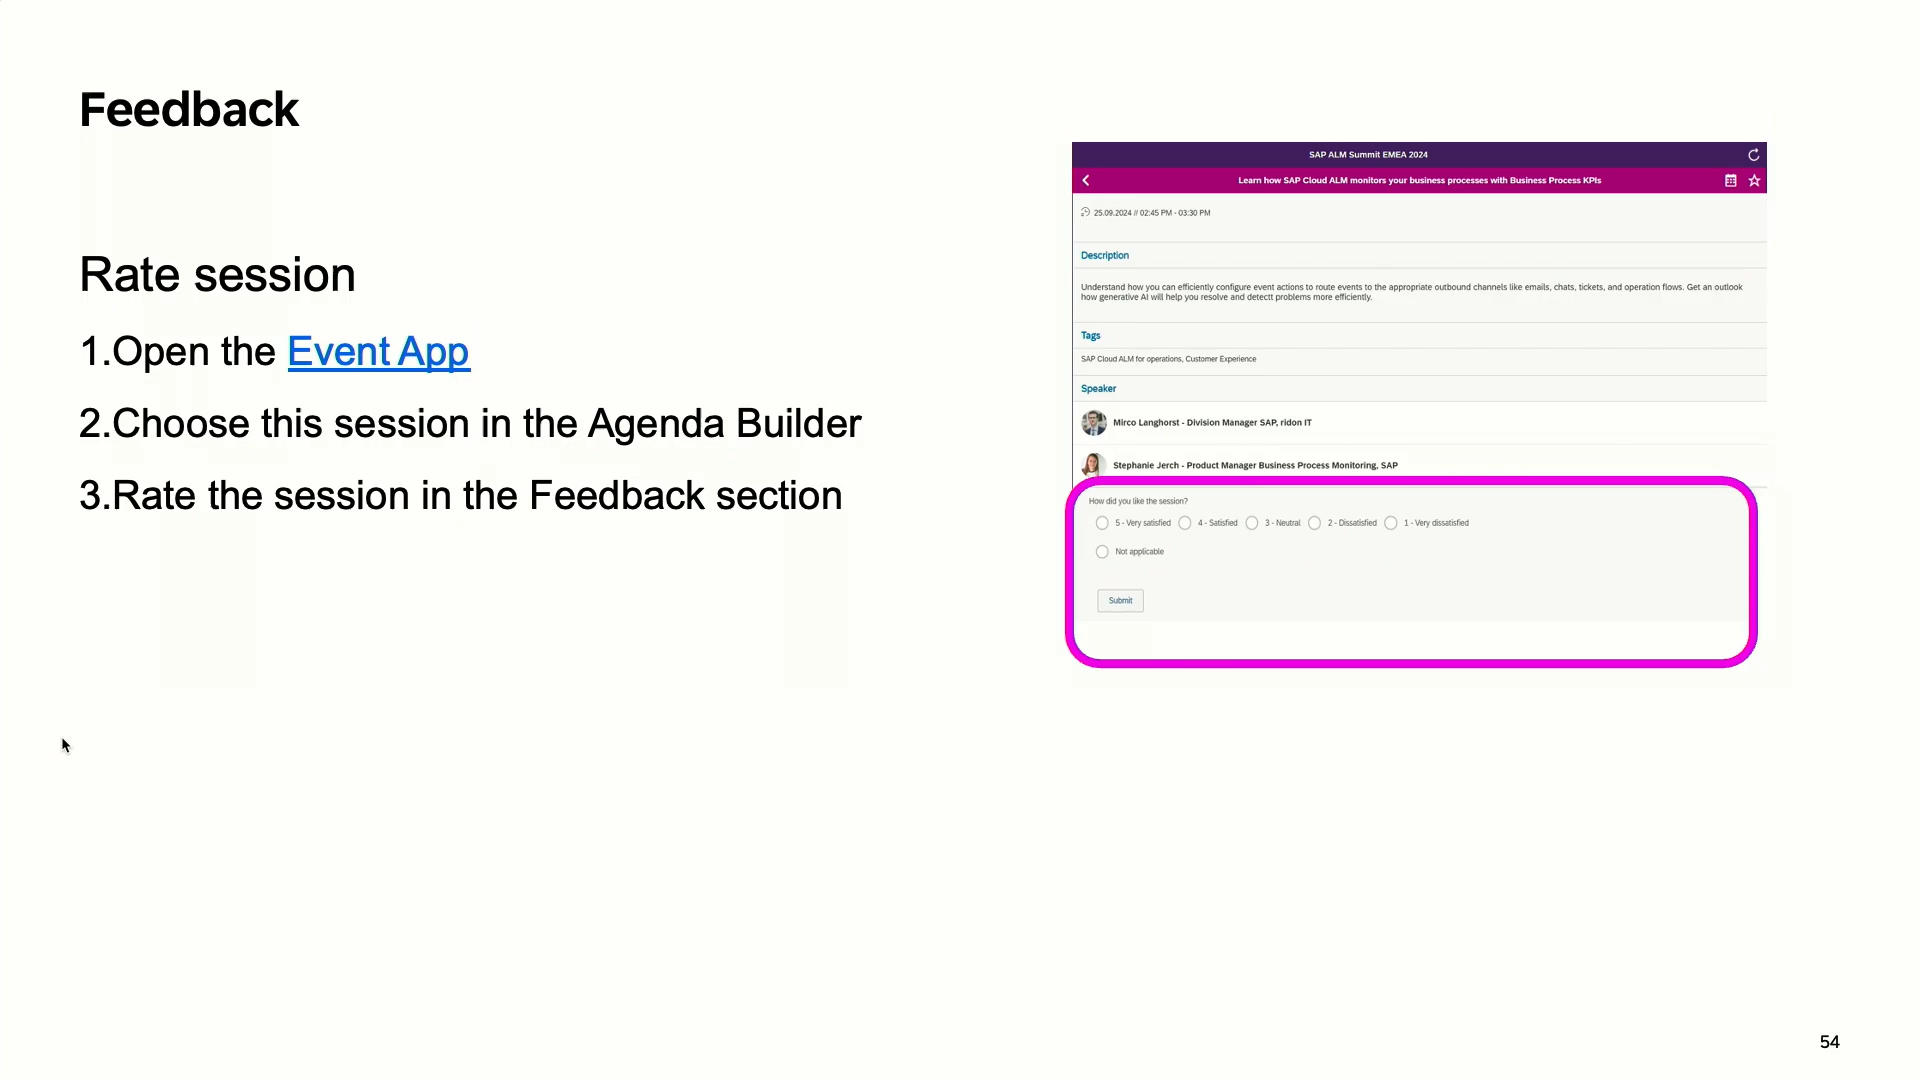 Feedback
Rate session
1.Open the Event App
2.Choose this session in the Agenda Builder
3.Rate the session in the Feedback section
SAP ALM Summit EMEA 2024
Learn how SAP Cloud ALM monitors your business processes with Business Process KPIs
25.09.2024 // 02:45 PM - 03:30 PM
Description
Understand how you can efficiently configure event actions to route events to the appropriate outbound channels like emails, chats, tickets, and operation flows. Get an outlook
how generative AI will help you resolve and detectt problems more efficiently.
Tags
SAP Cloud ALM for operations, Customer Experience
Speaker
Mirco Langhorst - Division Manager SAP, ridon IT
Stephanie Jerch - Product Manager Business Process Monitoring, SAP
How did you like the session?
5 - Very satisfied 4 - Satisfied 3 - Neutral 2 - Dissatisfied 1 - Very dissatisfied
Not applicable
Submit
54